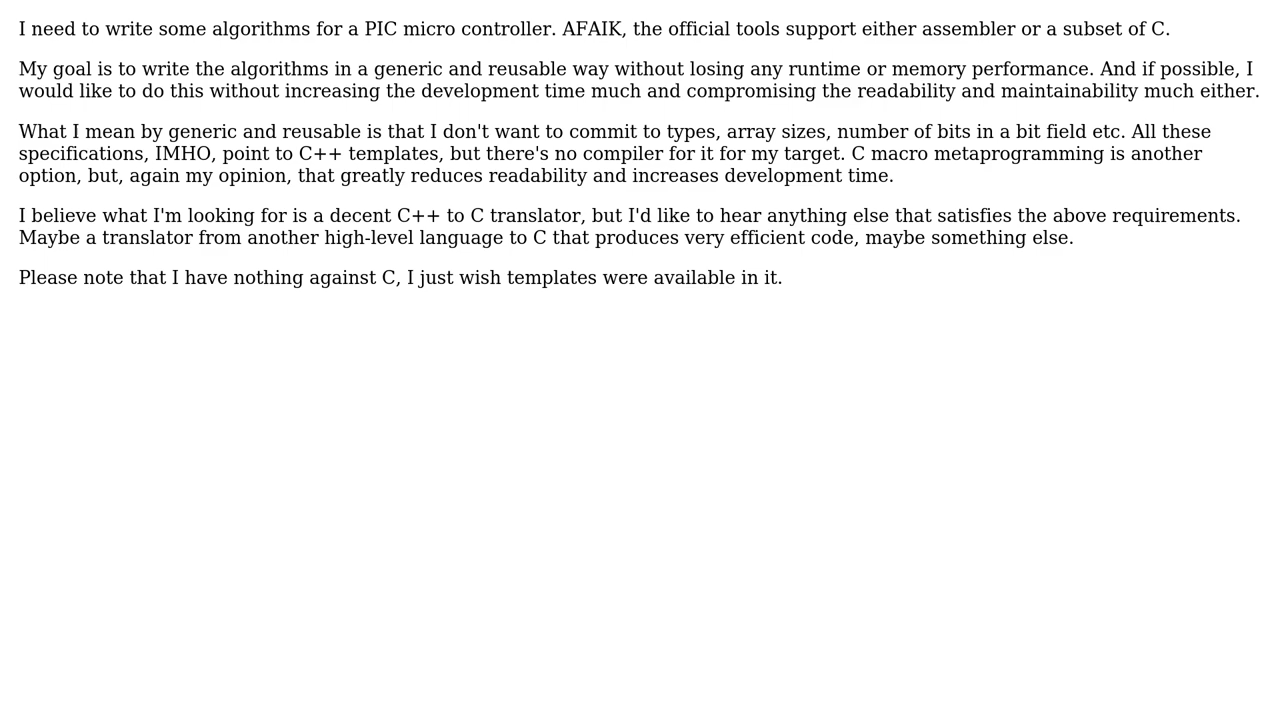 I need to write some algorithms for a PIC micro controller. AFAIK, the official tools support either assembler or a subset of C.
My goal is to write the algorithms in a generic and reusable way without losing any runtime or memory performance. And if possible, I
would like to do this without increasing the development time much and compromising the readability and maintainability much either.
What I mean by generic and reusable is that I don't want to commit to types, array sizes, number of bits in a bit field etc. All these
specifications, IMHO, point to C++ templates, but there's no compiler for it for my target. C macro metaprogramming is another
option, but, again my opinion, that greatly reduces readability and increases development time.
I believe what I'm looking for is a decent C++ to C translator, but I'd like to hear anything else that satisfies the above requirements.
Maybe a translator from another high-level language to C that produces very efficient code, maybe something else.
Please note that I have nothing against C, I just wish templates were available in it.